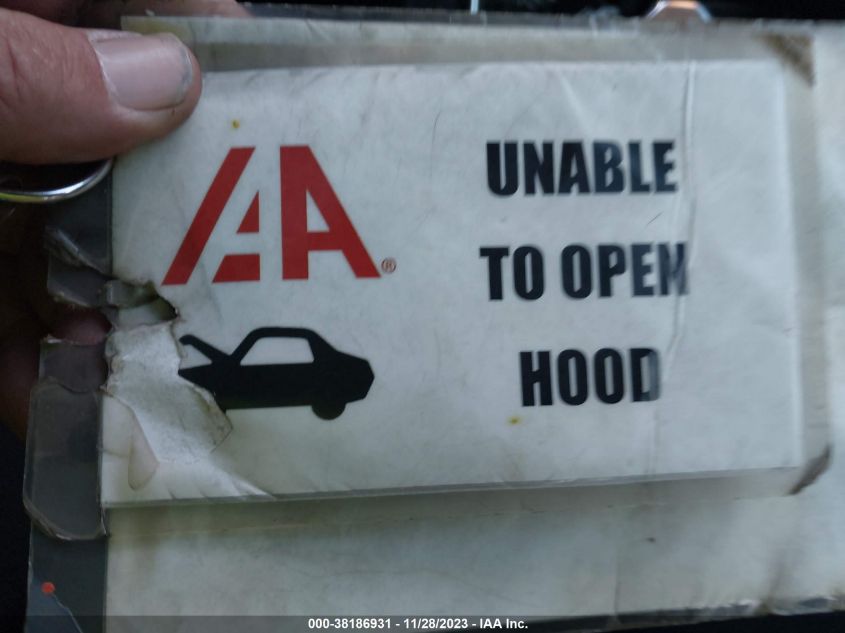 IAA®
UNABLE
TO OPEN
HOOD
000-38186931 - 11/28/2023 - IAA Inc.